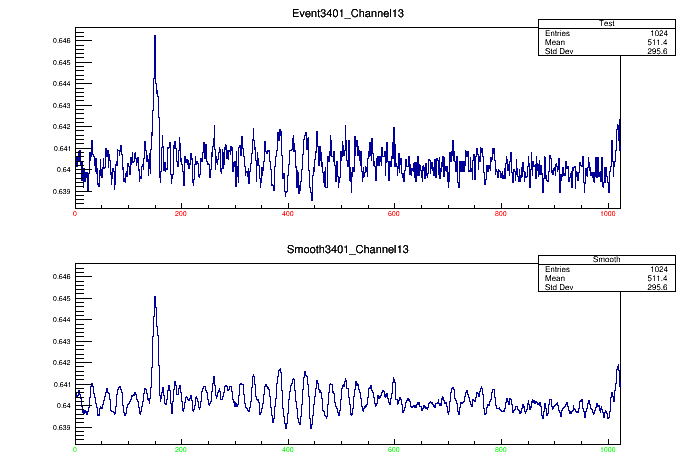 Event3401_Channel13
Test
Entries 1024
Mean 511.4
Std Dev 295.6
0.646
0.645
0.644
0.643
0.642
0.641
0.64
0.639
0 200 400 600 800 1000
Smooth3401_Channel13
Smooth
Entries 1024
Mean 511.4
Std Dev 295.6
0.646
0.645
0.644
0.643
0.642
0.641
0.64
0.639
0 200 400 600 800 1000